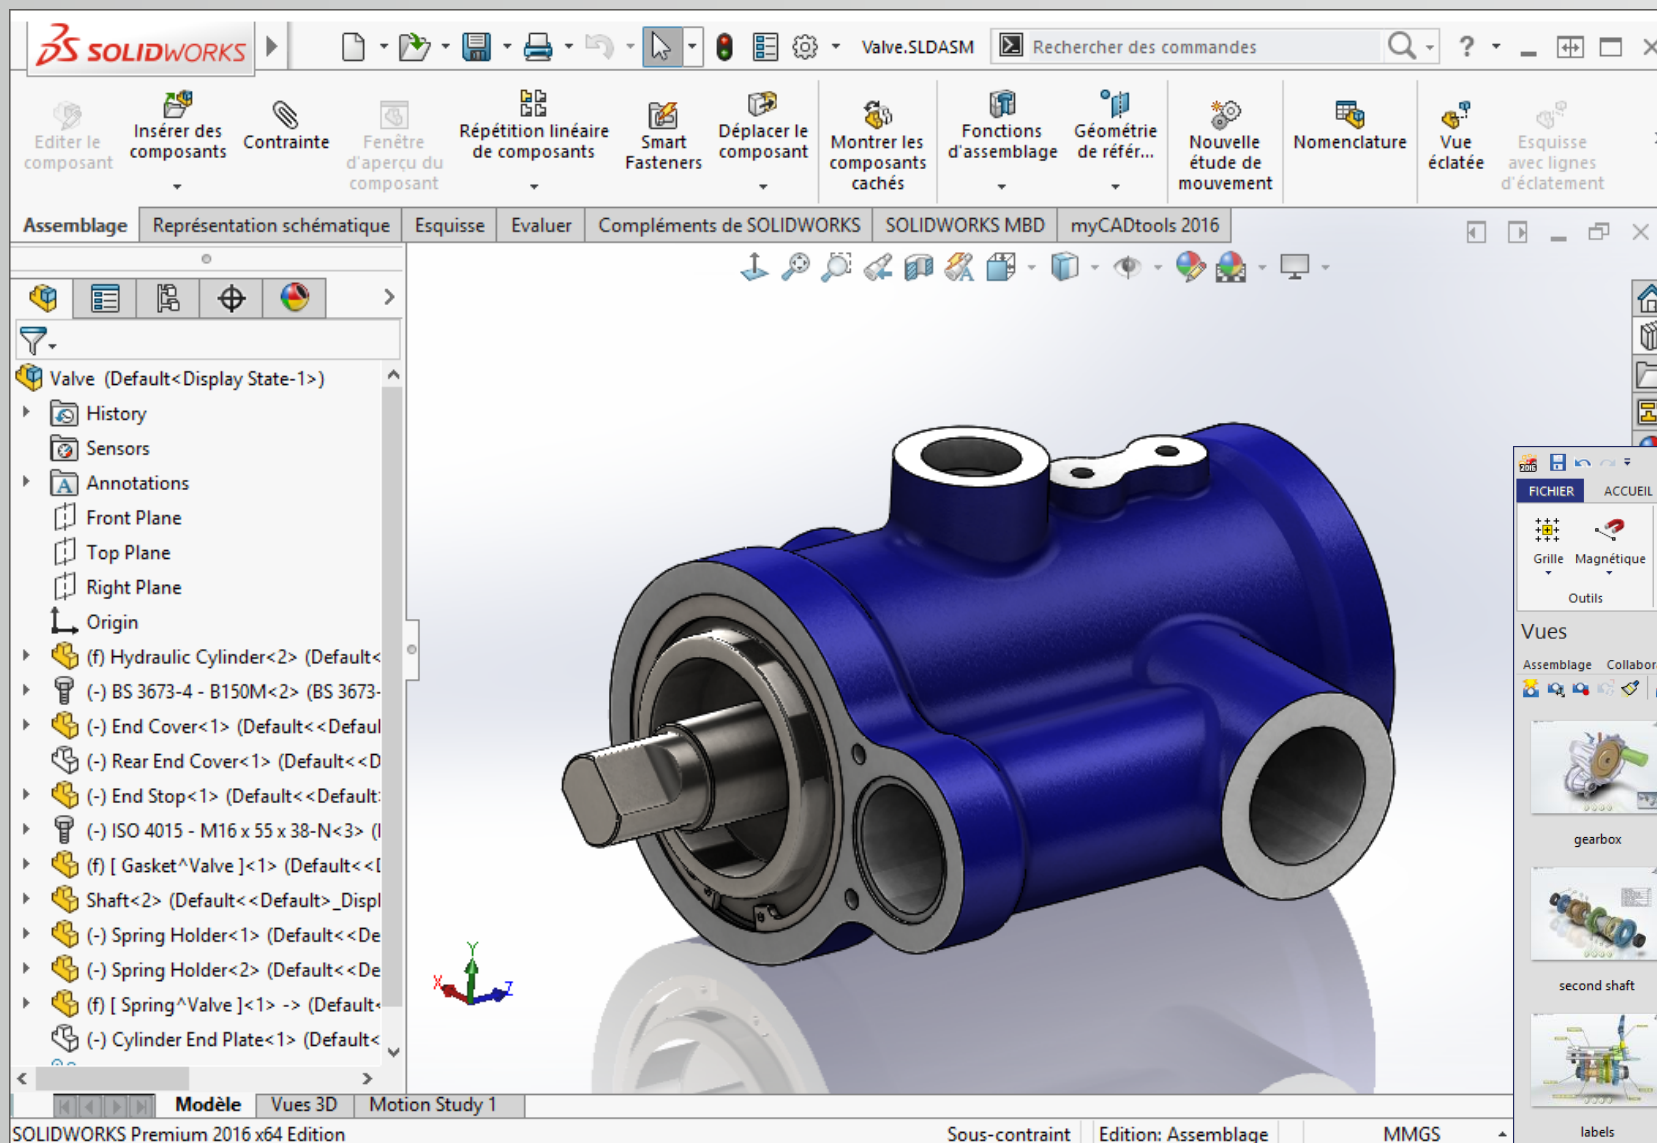 SOLIDWORKS
Valve.SLDASM
Rechercher des commandes
?
Editer le
composant
Insérer des
composants
Contrainte
Fenêtre
d'aperçu du
composant
Répétition linéaire
de composants
Smart
Fasteners
Déplacer le
composant
Montrer les
composants
cachés
Fonctions
d'assemblage
Géométrie
de référ...
Nouvelle
étude de
mouvement
Nomenclature
Vue
éclatée
Esquisse
avec lignes
d'éclatement
Assemblage
Représentation schématique
Esquisse
Evaluer
Compléments de SOLIDWORKS
SOLIDWORKS MBD
myCADtools 2016
Valve (Default<Display State-1>)
History
Sensors
Annotations
Front Plane
Top Plane
Right Plane
Origin
(f) Hydraulic Cylinder<2> (Default<
(-) BS 3673-4 - B150M<2> (BS 3673-
(-) End Cover<1> (Default<<Defaul
(-) Rear End Cover<1> (Default<<D
(-) End Stop<1> (Default<<Default
(-) ISO 4015 - M16 x 55 x 38-N<3> (I
(f) [ Gasket^Valve ]<1> (Default<<D
Shaft<2> (Default<<Default>_Displ
(-) Spring Holder<1> (Default<<De
(-) Spring Holder<2> (Default<<De
(f) [ Spring^Valve ]<1> -> (Default<
(-) Cylinder End Plate<1> (Default<
Y
X
Z
2016
FICHIER
ACCUEIL
Grille
Magnétique
Outils
Vues
Assemblage
Collabor
gearbox
second shaft
labels
Modèle
Vues 3D
Motion Study 1
SOLIDWORKS Premium 2016 x64 Edition
Sous-contraint
Edition: Assemblage
MMGS